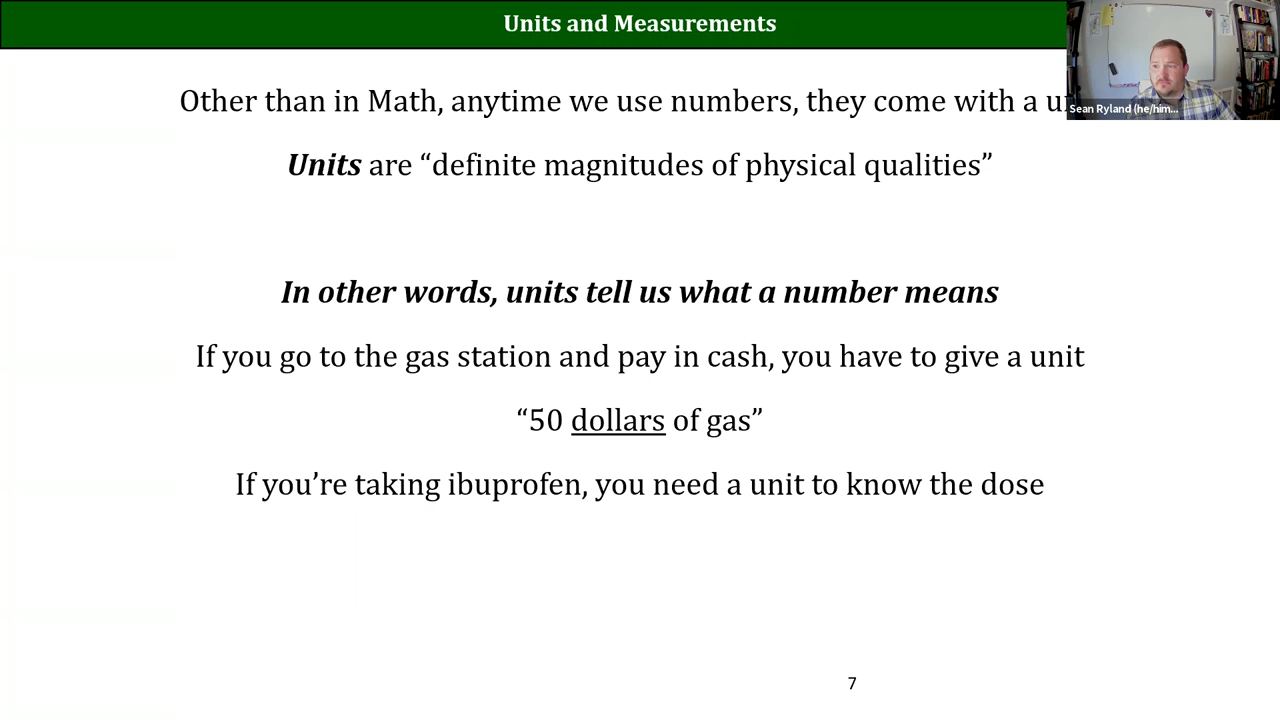 Units and Measurements
Other than in Math, anytime we use numbers, they come with a
Units are “definite magnitudes of physical qualities”
In other words, units tell us what a number means
If you go to the gas station and pay in cash, you have to give a unit
“50 dollars of gas”
If you’re taking ibuprofen, you need a unit to know the dose
7
Sean Ryland (he/him...